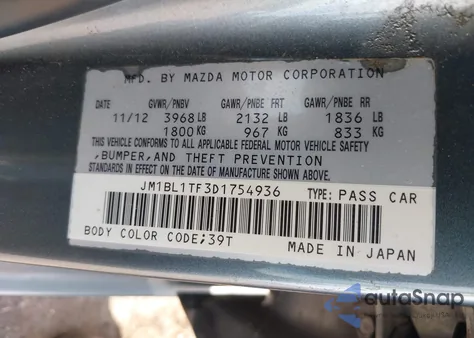 MFD. BY MAZDA MOTOR CORPORATION
DATE GVWR/PNBV GAWR/PNBE FRT GAWR/PNBE RR
11/12 3968 LB 2132 LB 1836 LB
1800 KG 967 KG 833 KG
THIS VEHICLE CONFORMS TO ALL APPLICABLE FEDERAL MOTOR VEHICLE SAFETY
,BUMPER,AND THEFT PREVENTION
STANDARDS IN EFFECT ON THE DATE OF MANUFACTURE SHOWN ABOVE.
JM1BL1TF3D1754936 TYPE: PASS CAR
BODY COLOR CODE;39T MADE IN JAPAN
autoSnap